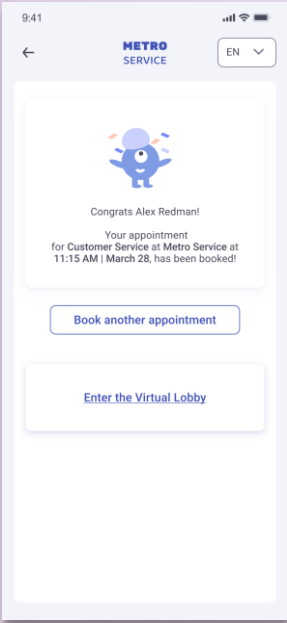 9:41
METRO
SERVICE
EN
Congrats Alex Redman!
Your appointment
for Customer Service at Metro Service at
11:15 AM | March 28, has been booked!
Book another appointment
Enter the Virtual Lobby